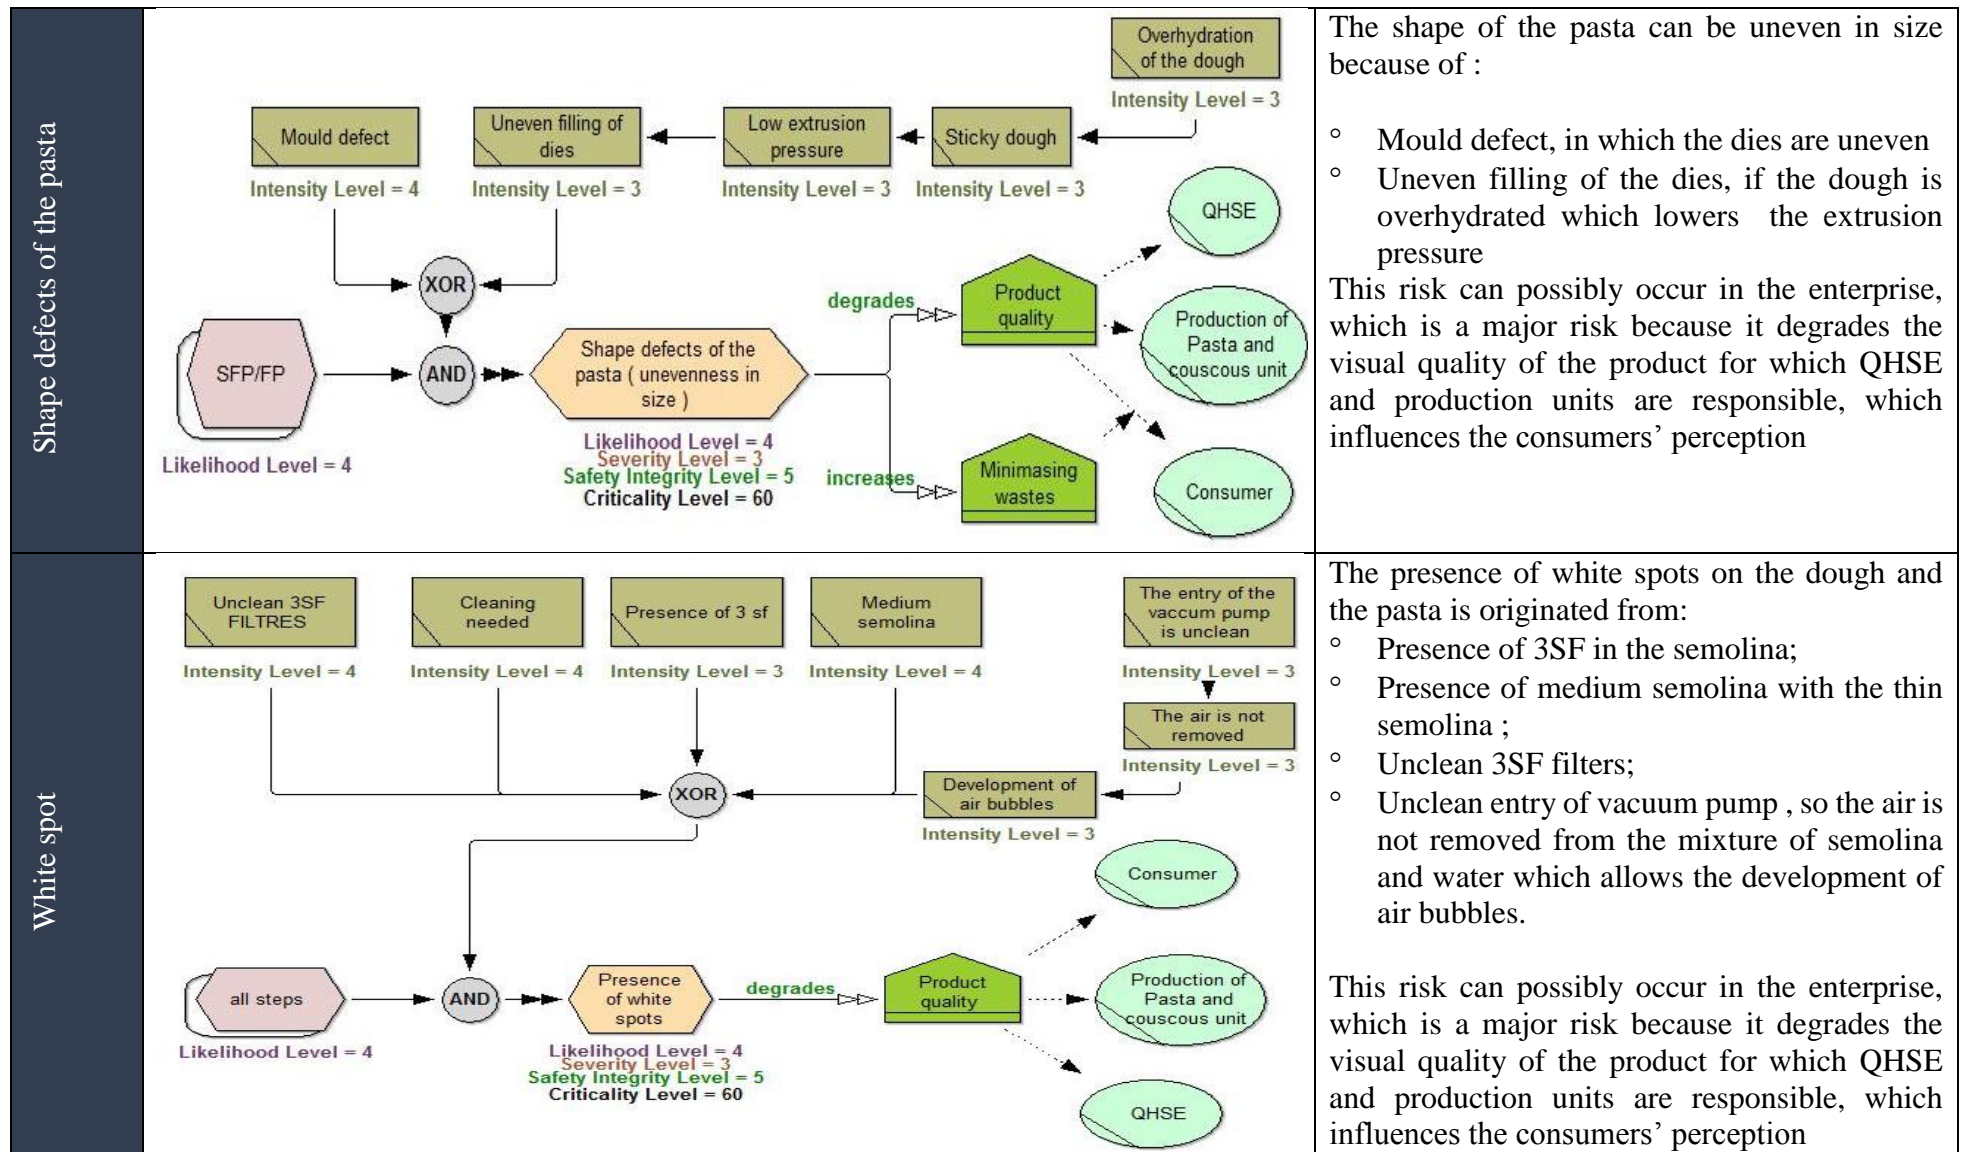 Shape defects of the pasta
Overhydration
of the dough
Intensity Level = 3
Mould defect
Intensity Level = 4
Uneven filling of
dies
Intensity Level = 3
Low extrusion
pressure
Intensity Level = 3
Sticky dough
Intensity Level = 3
XOR
AND
SFP/FP
Likelihood Level = 4
Shape defects of the
pasta ( unevenness in
size )
Likelihood Level = 4
Severity Level = 3
Safety Integrity Level = 5
Criticality Level = 60
degrades
increases
Product
quality
Minimasing
wastes
QHSE
Production of
Pasta and
couscous unit
Consumer
The shape of the pasta can be uneven in size
because of :
° Mould defect, in which the dies are uneven
° Uneven filling of the dies, if the dough is
overhydrated which lowers the extrusion
pressure
This risk can possibly occur in the enterprise,
which is a major risk because it degrades the
visual quality of the product for which QHSE
and production units are responsible, which
influences the consumers’ perception
White spot
Unclean 3SF
FILTRES
Intensity Level = 4
Cleaning
needed
Intensity Level = 4
Presence of 3 sf
Intensity Level = 3
Medium
semolina
Intensity Level = 4
The entry of the
vaccum pump
is unclean
Intensity Level = 3
The air is not
removed
Intensity Level = 3
Development of
air bubbles
Intensity Level = 3
XOR
AND
all steps
Likelihood Level = 4
Presence
of white
spots
Likelihood Level = 4
Severity Level = 3
Safety Integrity Level = 5
Criticality Level = 60
degrades
Product
quality
Consumer
Production of
Pasta and
couscous unit
QHSE
The presence of white spots on the dough and
the pasta is originated from:
° Presence of 3SF in the semolina;
° Presence of medium semolina with the thin
semolina ;
° Unclean 3SF filters;
° Unclean entry of vacuum pump , so the air is
not removed from the mixture of semolina
and water which allows the development of
air bubbles.
This risk can possibly occur in the enterprise,
which is a major risk because it degrades the
visual quality of the product for which QHSE
and production units are responsible, which
influences the consumers’ perception